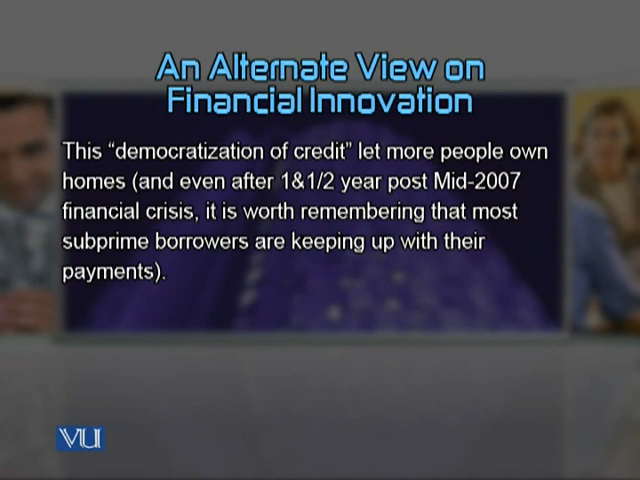 An Alternate View on
Financial Innovation
This “democratization of credit” let more people own
homes (and even after 1&1/2 year post Mid-2007
financial crisis, it is worth remembering that most
subprime borrowers are keeping up with their
payments).
VU